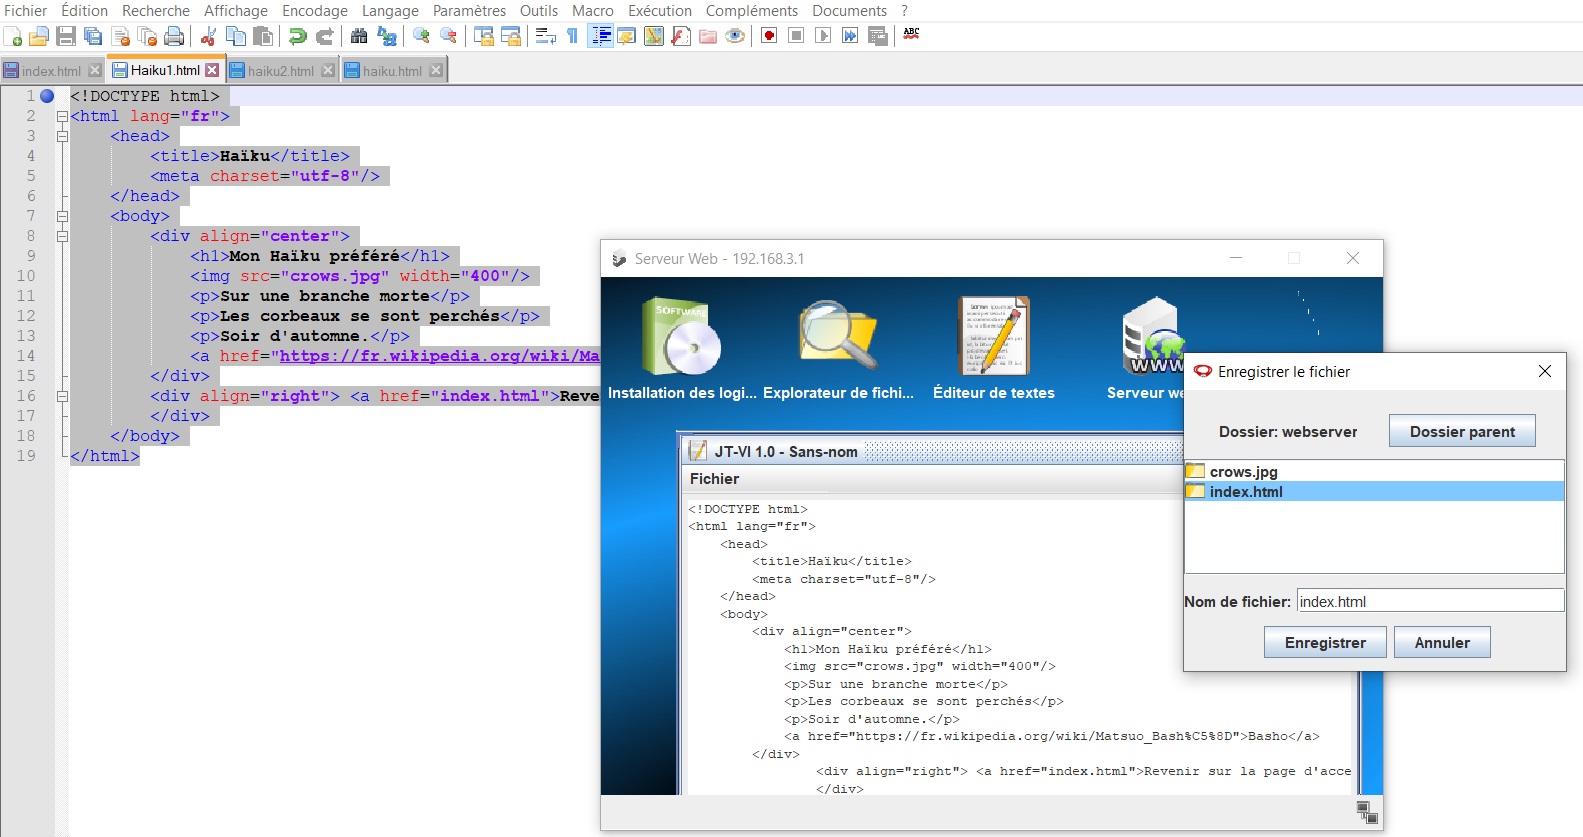 Fichier Édition Recherche Affichage Encodage Langage Paramètres Outils Macro Exécution Compléments Documents ?
ABC
index.html Haiku1.html haiku2.html haiku.html
1 <!DOCTYPE html>
2 <html lang="fr">
3 <head>
4 <title>Haïku</title>
5 <meta charset="utf-8"/>
6 </head>
7 <body>
8 <div align="center">
9 <h1>Mon Haïku préféré</h1>
10 <img src="crows.jpg" width="400"/>
11 <p>Sur une branche morte</p>
12 <p>Les corbeaux se sont perchés</p>
13 <p>Soir d'automne.</p>
14 <a href="https://fr.wikipedia.org/wiki/Ma
15 </div>
16 <div align="right"> <a href="index.html">Reve
17 </div>
18 </body>
19 </html>
Serveur Web - 192.168.3.1
SOFTWARE
WWW
Installation des logi... Explorateur de fichi... Éditeur de textes Serveur we
JT-VI 1.0 - Sans-nom
Fichier
<!DOCTYPE html>
<html lang="fr">
<head>
<title>Haïku</title>
<meta charset="utf-8"/>
</head>
<body>
<div align="center">
<h1>Mon Haïku préféré</h1>
<img src="crows.jpg" width="400"/>
<p>Sur une branche morte</p>
<p>Les corbeaux se sont perchés</p>
<p>Soir d'automne.</p>
<a href="https://fr.wikipedia.org/wiki/Matsuo_Bash%C5%8D">Basho</a>
</div>
<div align="right"> <a href="index.html">Revenir sur la page d'acce
</div>
Enregistrer le fichier
Dossier: webserver Dossier parent
crows.jpg
index.html
Nom de fichier: index.html
Enregistrer Annuler